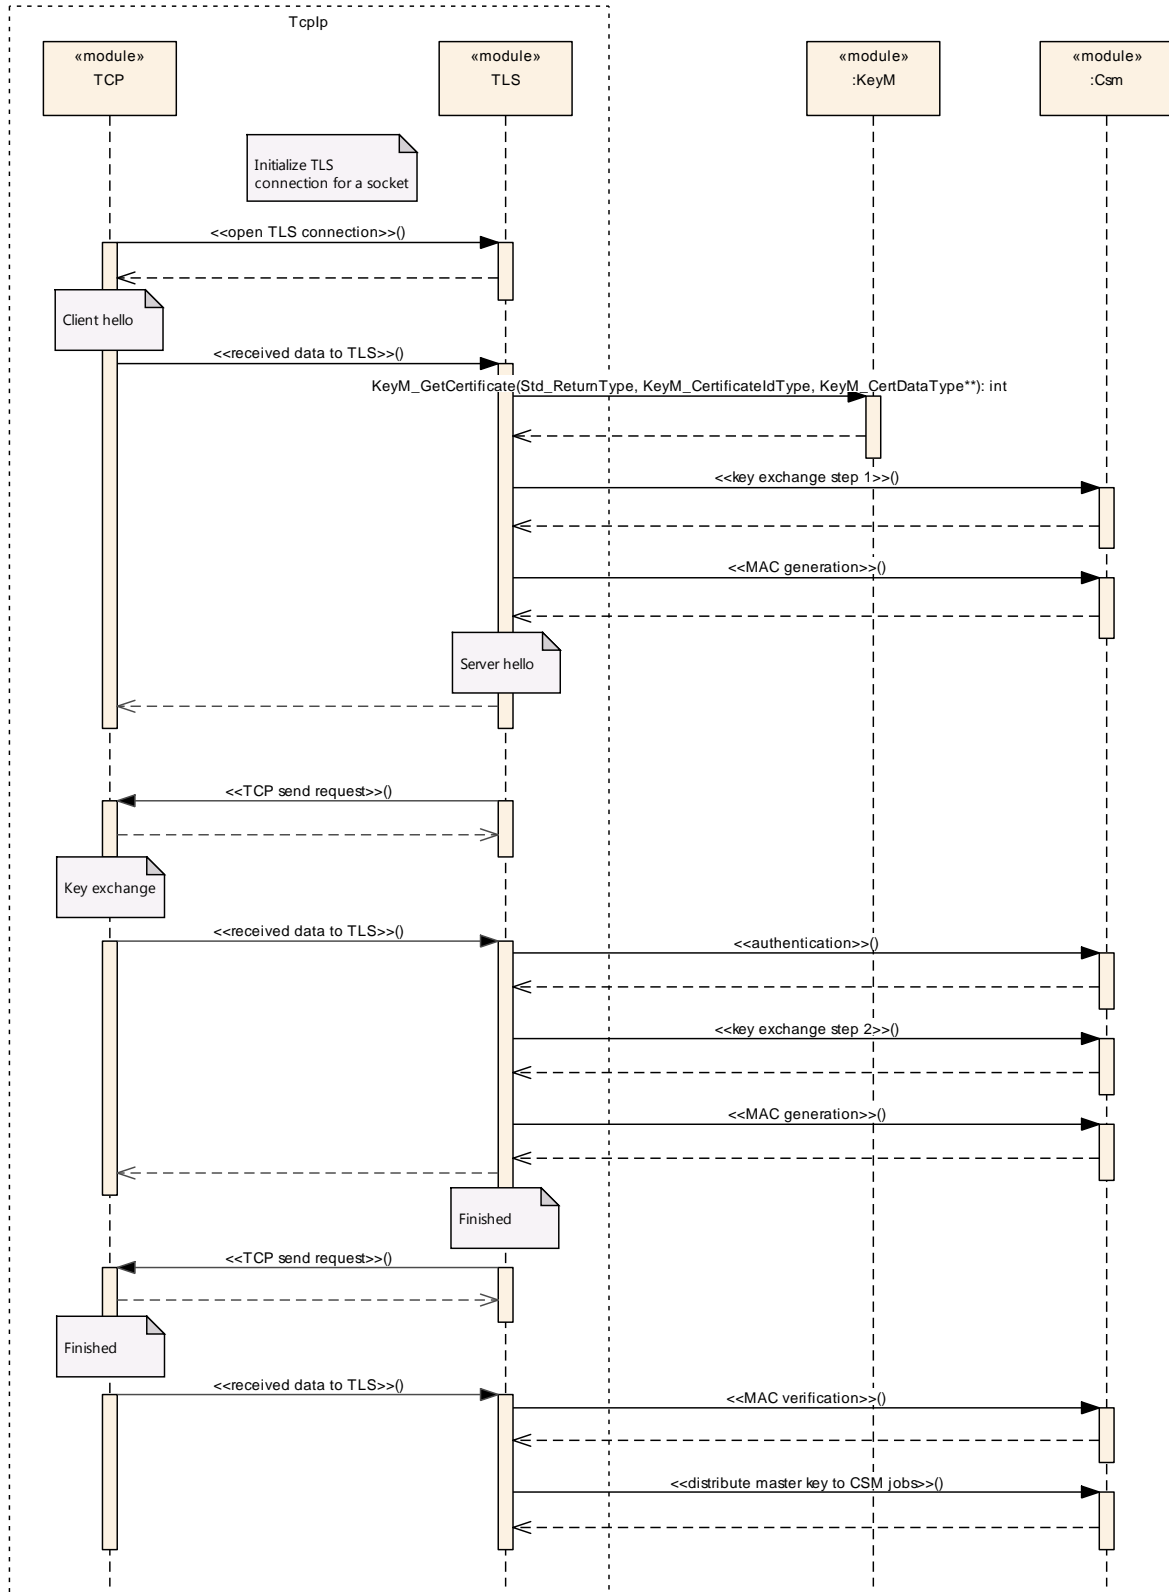 TcpIp
«module»
TCP
«module»
TLS
«module»
:KeyM
«module»
:Csm
Initialize TLS
connection for a socket
<<open TLS connection>>()
Client hello
<<received data to TLS>>()
KeyM_GetCertificate(Std_ReturnType, KeyM_CertificateIdType, KeyM_CertDataType**): int
<<key exchange step 1>>()
<<MAC generation>>()
Server hello
<<TCP send request>>()
Key exchange
<<received data to TLS>>()
<<authentication>>()
<<key exchange step 2>>()
<<MAC generation>>()
Finished
<<TCP send request>>()
Finished
<<received data to TLS>>()
<<MAC verification>>()
<<distribute master key to CSM jobs>>()